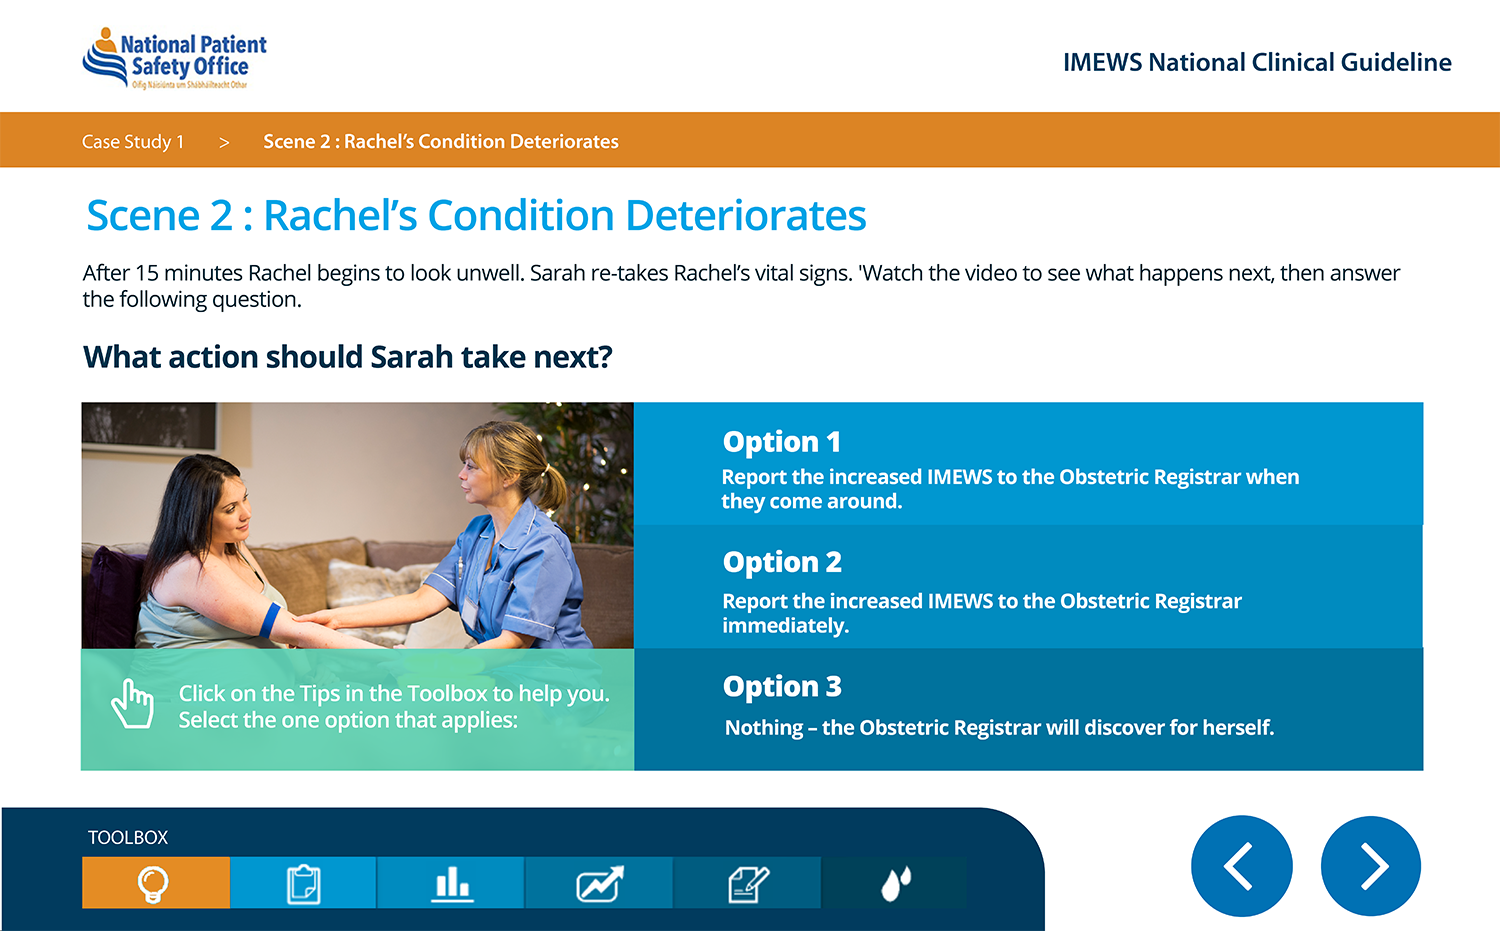 National Patient
Safety Office
Oifig Náisiúnta um Shábháilteacht Othar
IMEWS National Clinical Guideline
Case Study 1 > Scene 2 : Rachel’s Condition Deteriorates
Scene 2 : Rachel’s Condition Deteriorates
After 15 minutes Rachel begins to look unwell. Sarah re-takes Rachel’s vital signs. 'Watch the video to see what happens next, then answer
the following question.
What action should Sarah take next?
Option 1
Report the increased IMEWS to the Obstetric Registrar when
they come around.
Option 2
Report the increased IMEWS to the Obstetric Registrar
immediately.
Option 3
Nothing – the Obstetric Registrar will discover for herself.
Click on the Tips in the Toolbox to help you.
Select the one option that applies:
TOOLBOX